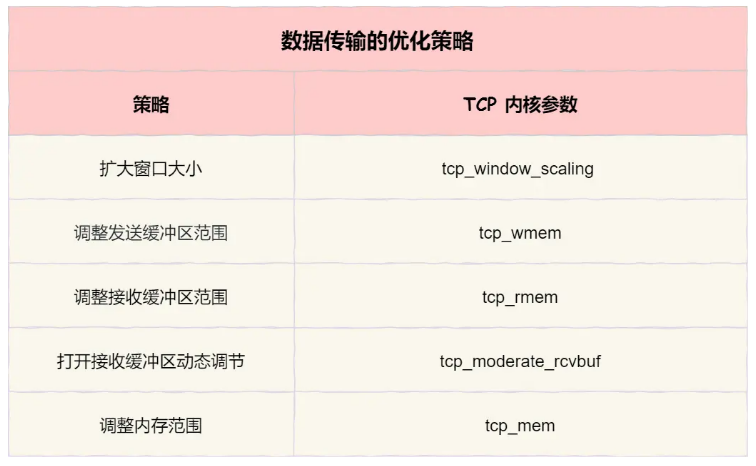 数据传输的优化策略
策略 TCP 内核参数
扩大窗口大小 tcp_window_scaling
调整发送缓冲区范围 tcp_wmem
调整接收缓冲区范围 tcp_rmem
打开接收缓冲区动态调节 tcp_moderate_rcvbuf
调整内存范围 tcp_mem